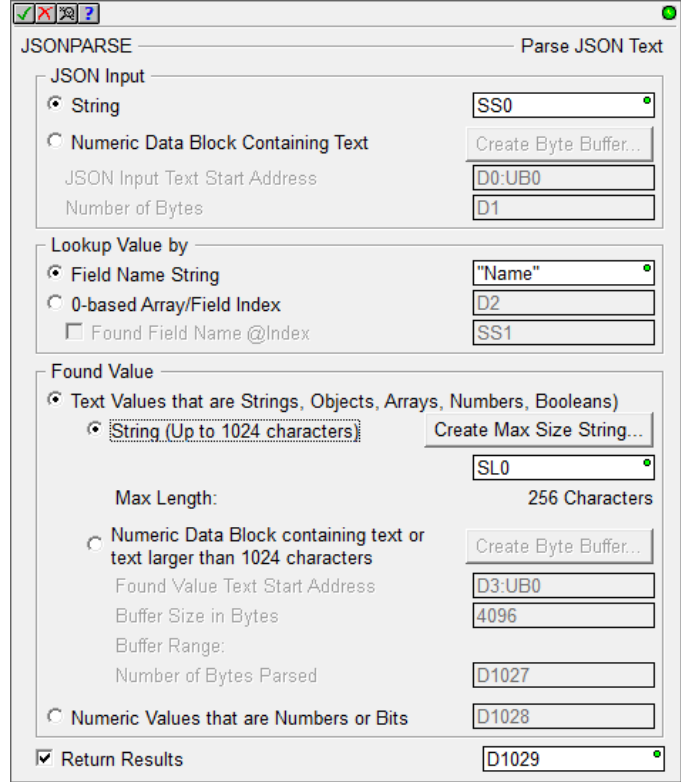 ?
JSONPARSE Parse JSON Text
JSON Input
String SS0
Numeric Data Block Containing Text Create Byte Buffer...
JSON Input Text Start Address D0:UB0
Number of Bytes D1
Lookup Value by
Field Name String "Name"
0-based Array/Field Index D2
Found Field Name @Index SS1
Found Value
Text Values that are Strings, Objects, Arrays, Numbers, Booleans)
String (Up to 1024 characters) Create Max Size String...
SL0
Max Length: 256 Characters
Numeric Data Block containing text or
text larger than 1024 characters Create Byte Buffer...
Found Value Text Start Address D3:UB0
Buffer Size in Bytes 4096
Buffer Range:
Number of Bytes Parsed D1027
Numeric Values that are Numbers or Bits D1028
Return Results D1029